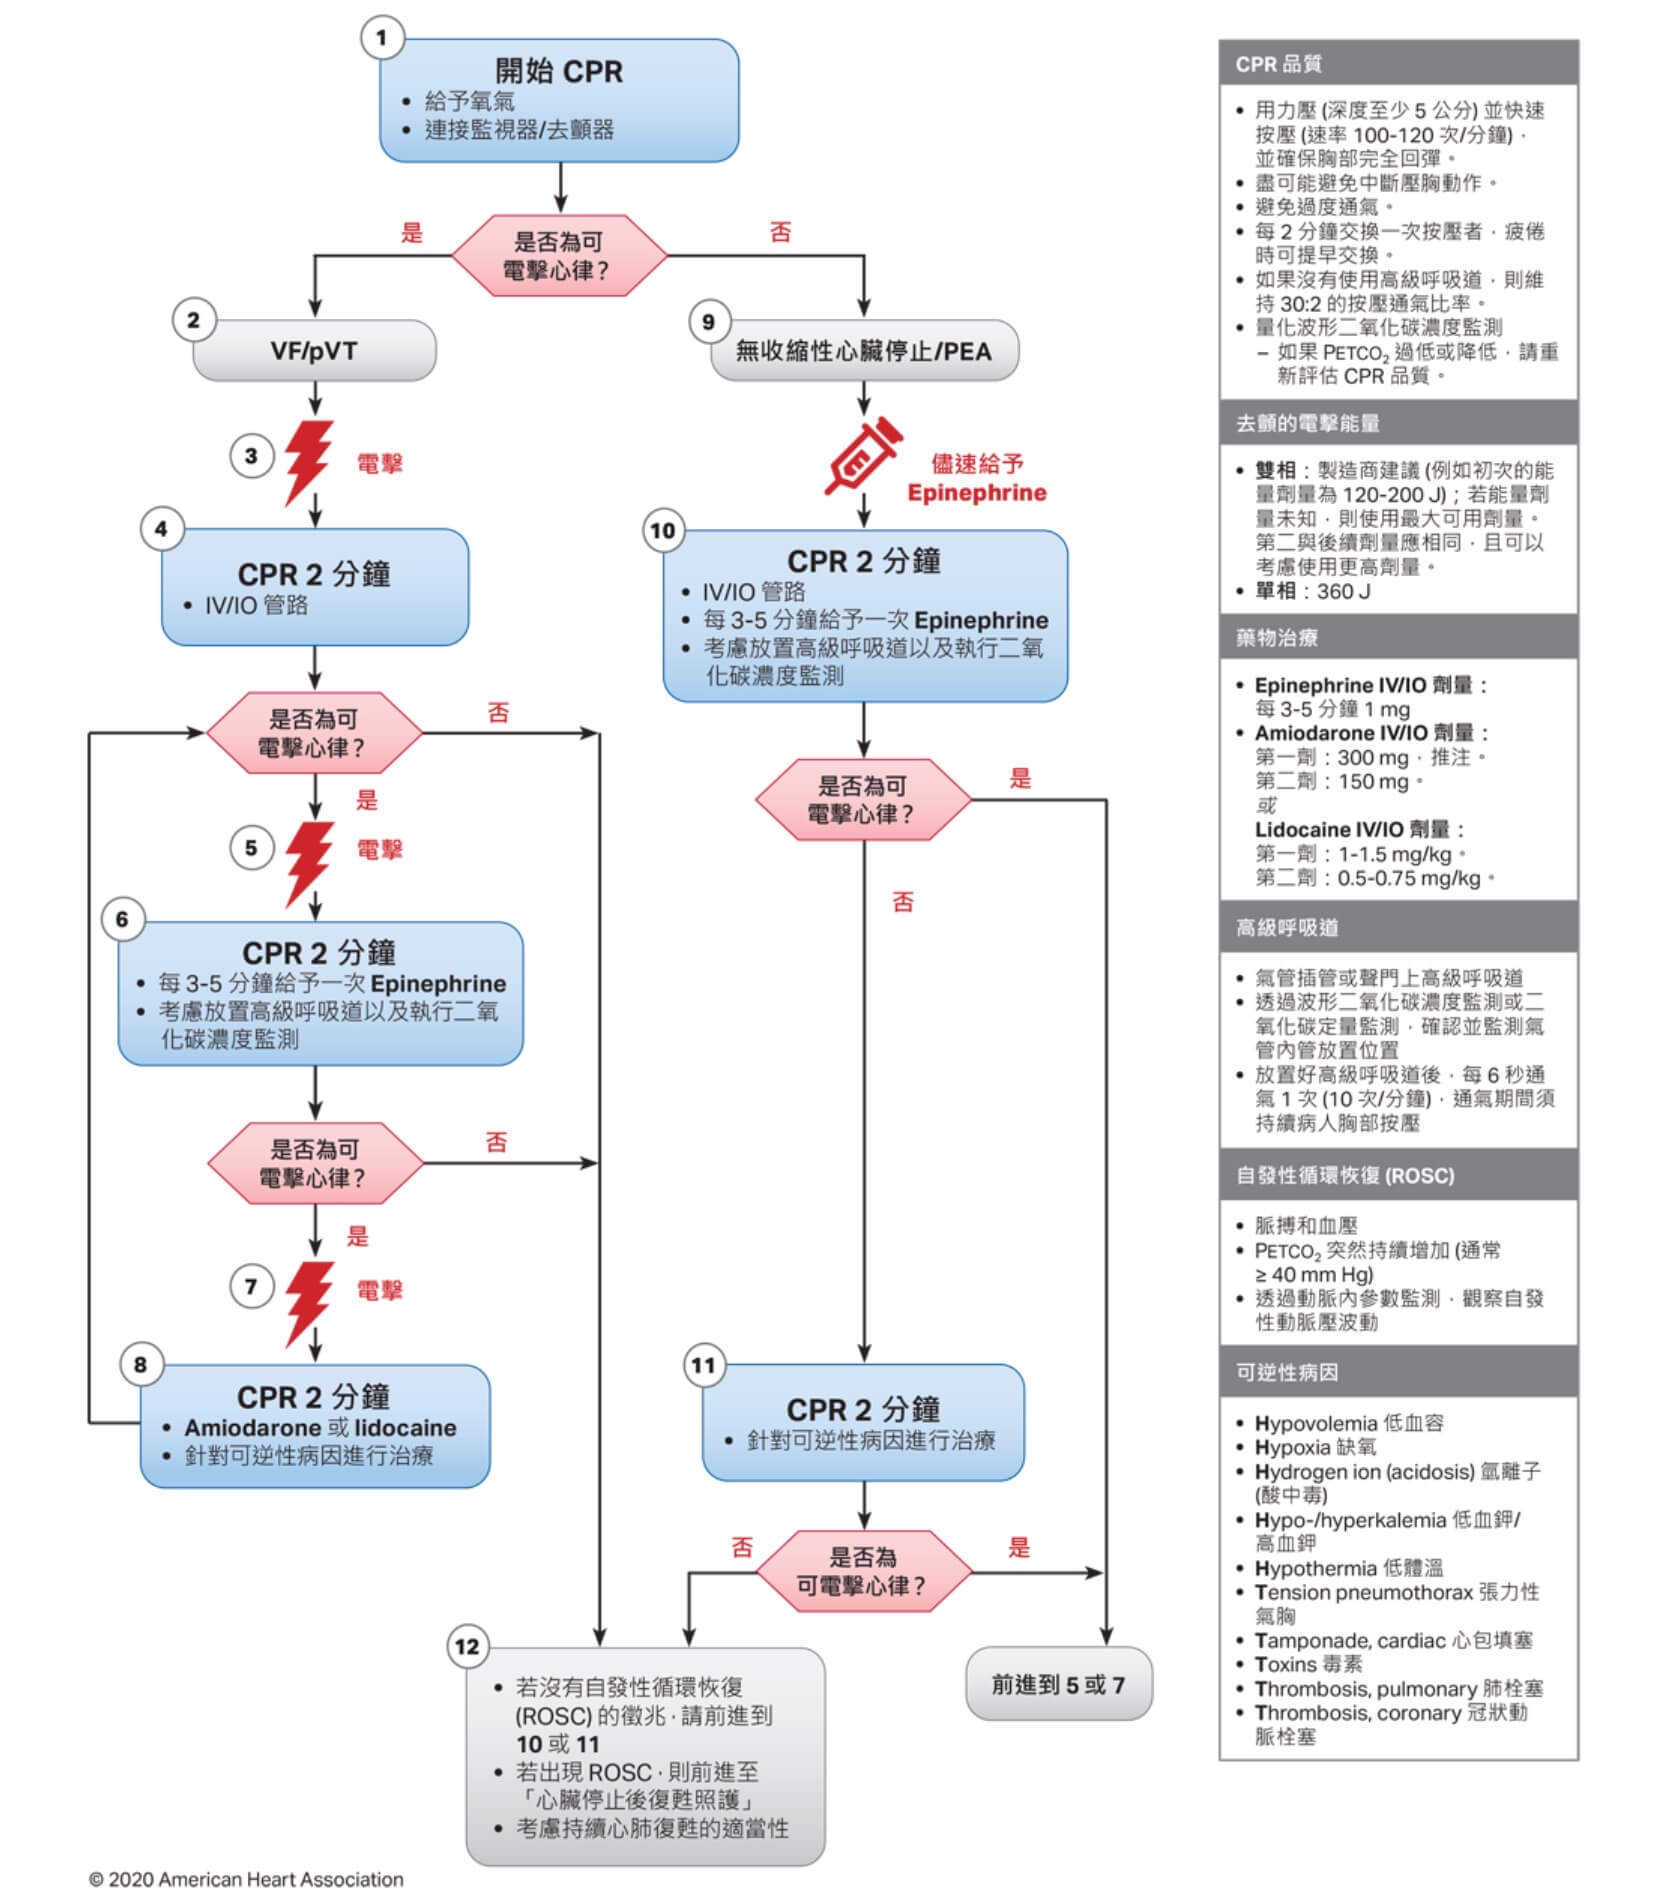 1
開始 CPR
• 給予氧氣
• 連接監視器/去顫器
是否為可
電擊心律？
是
否
2
VF/pVT
3
電擊
4
CPR 2 分鐘
• IV/IO 管路
是否為可
電擊心律？
否
是
5
電擊
6
CPR 2 分鐘
• 每 3-5 分鐘給予一次 Epinephrine
• 考慮放置高級呼吸道以及執行二氧
化碳濃度監測
是否為可
電擊心律？
否
是
7
電擊
8
CPR 2 分鐘
• Amiodarone 或 lidocaine
• 針對可逆性病因進行治療
9
無收縮性心臟停止/PEA
儘速給予
Epinephrine
10
CPR 2 分鐘
• IV/IO 管路
• 每 3-5 分鐘給予一次 Epinephrine
• 考慮放置高級呼吸道以及執行二氧
化碳濃度監測
是否為可
電擊心律？
是
否
11
CPR 2 分鐘
• 針對可逆性病因進行治療
是否為
可電擊心律？
否
是
12
• 若沒有自發性循環恢復
(ROSC) 的徵兆，請前進到
10 或 11
• 若出現 ROSC，則前進至
「心臟停止後復甦照護」
• 考慮持續心肺復甦的適當性
前進到 5 或 7
CPR 品質
• 用力壓 (深度至少 5 公分) 並快速
按壓 (速率 100-120 次/分鐘)，
並確保胸部完全回彈。
• 盡可能避免中斷壓胸動作。
• 避免過度通氣。
• 每 2 分鐘交換一次按壓者，疲倦
時可提早交換。
• 如果沒有使用高級呼吸道，則維
持 30:2 的按壓通氣比率。
• 量化波形二氧化碳濃度監測
– 如果 PETCO₂ 過低或降低，請重
新評估 CPR 品質。
去顫的電擊能量
• 雙相：製造商建議 (例如初次的能
量劑量為 120-200 J)；若能量劑
量未知，則使用最大可用劑量。
第二與後續劑量應相同，且可以
考慮使用更高劑量。
• 單相：360 J
藥物治療
• Epinephrine IV/IO 劑量：
每 3-5 分鐘 1 mg
• Amiodarone IV/IO 劑量：
第一劑：300 mg，推注。
第二劑：150 mg。
或
Lidocaine IV/IO 劑量：
第一劑：1-1.5 mg/kg。
第二劑：0.5-0.75 mg/kg。
高級呼吸道
• 氣管插管或聲門上高級呼吸道
• 透過波形二氧化碳濃度監測或二
氧化碳定量監測，確認並監測氣
管內管放置位置
• 放置好高級呼吸道後，每 6 秒通
氣 1 次 (10 次/分鐘)，通氣期間須
持續病人胸部按壓
自發性循環恢復 (ROSC)
• 脈搏和血壓
• PETCO₂ 突然持續增加 (通常
≥ 40 mm Hg)
• 透過動脈內參數監測，觀察自發
性動脈壓波動
可逆性病因
• Hypovolemia 低血容
• Hypoxia 缺氧
• Hydrogen ion (acidosis) 氫離子
(酸中毒)
• Hypo-/hyperkalemia 低血鉀/
高血鉀
• Hypothermia 低體溫
• Tension pneumothorax 張力性
氣胸
• Tamponade, cardiac 心包填塞
• Toxins 毒素
• Thrombosis, pulmonary 肺栓塞
• Thrombosis, coronary 冠狀動
脈栓塞
© 2020 American Heart Association